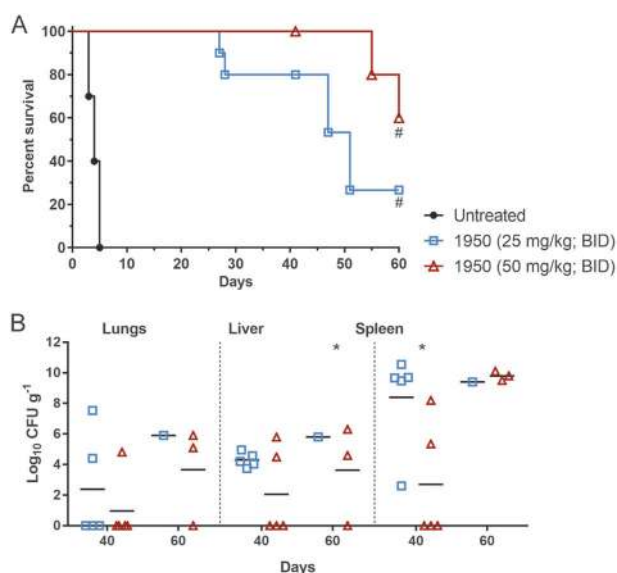 A
Percent survival
100
80
60
40
20
0
#
#
0 10 20 30 40 50 60
Days
Untreated
1950 (25 mg/kg; BID)
1950 (50 mg/kg; BID)
B
Lungs Liver Spleen
* *
Log10 CFU g-1
12
10
8
6
4
2
0
40 60 40 60 40 60
Days